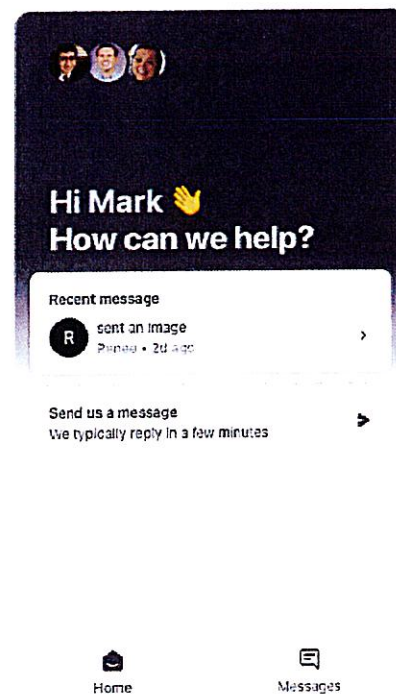 Hi Mark 👋
How can we help?
Recent message
R
sent an image
Renee • 2d ago
Send us a message
We typically reply in a few minutes
Home
Messages